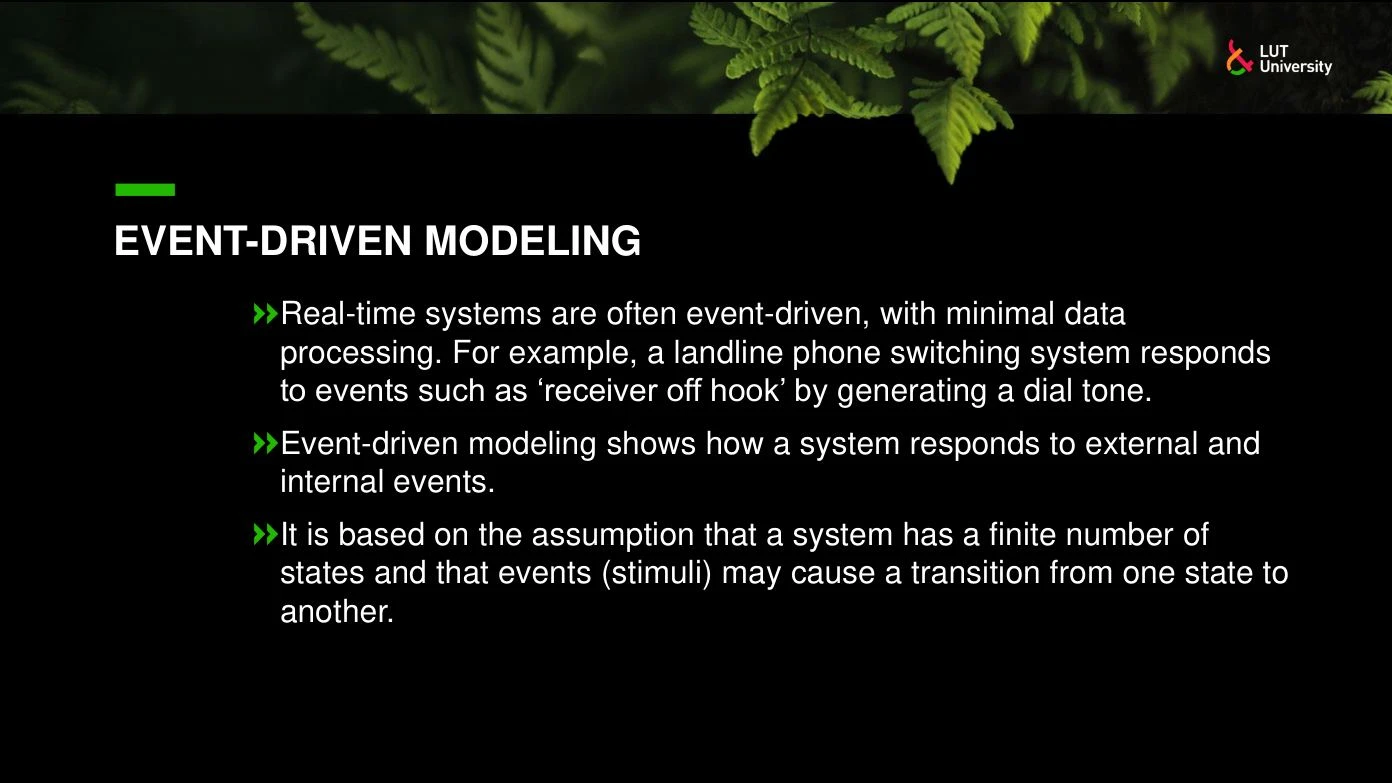 LUT
University
EVENT-DRIVEN MODELING
Real-time systems are often event-driven, with minimal data
processing. For example, a landline phone switching system responds
to events such as ‘receiver off hook’ by generating a dial tone.
Event-driven modeling shows how a system responds to external and
internal events.
It is based on the assumption that a system has a finite number of
states and that events (stimuli) may cause a transition from one state to
another.